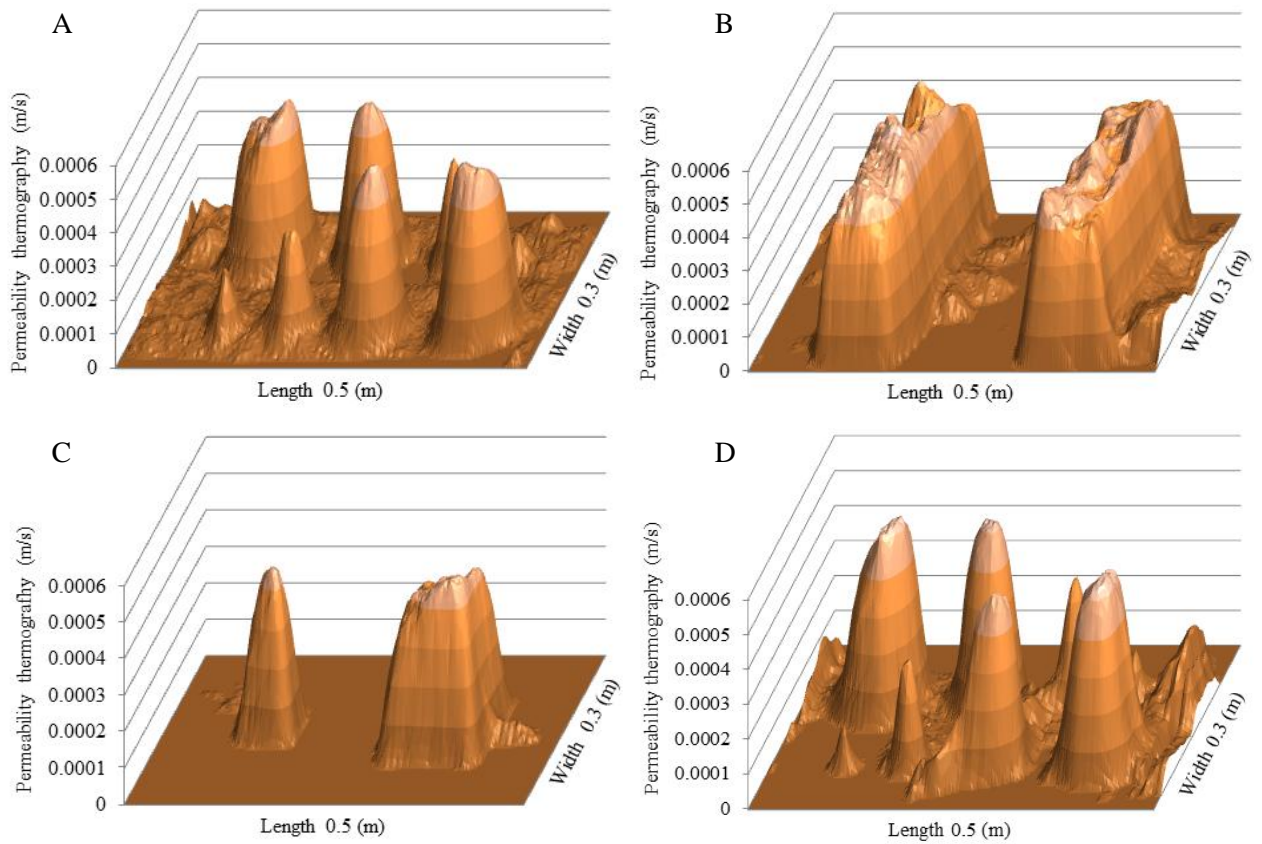 A
Permeability thermography (m/s)
0.0006
0.0005
0.0004
0.0003
0.0002
0.0001
0
Length 0.5 (m)
Width 0.3 (m)
B
Permeability thermography (m/s)
0.0006
0.0005
0.0004
0.0003
0.0002
0.0001
0
Length 0.5 (m)
Width 0.3 (m)
C
Permeability thermografhy (m/s)
0.0006
0.0005
0.0004
0.0003
0.0002
0.0001
0
Length 0.5 (m)
Width 0.3 (m)
D
Permeability thermography (m/s)
0.0006
0.0005
0.0004
0.0003
0.0002
0.0001
0
Length 0.5 (m)
Width 0.3 (m)